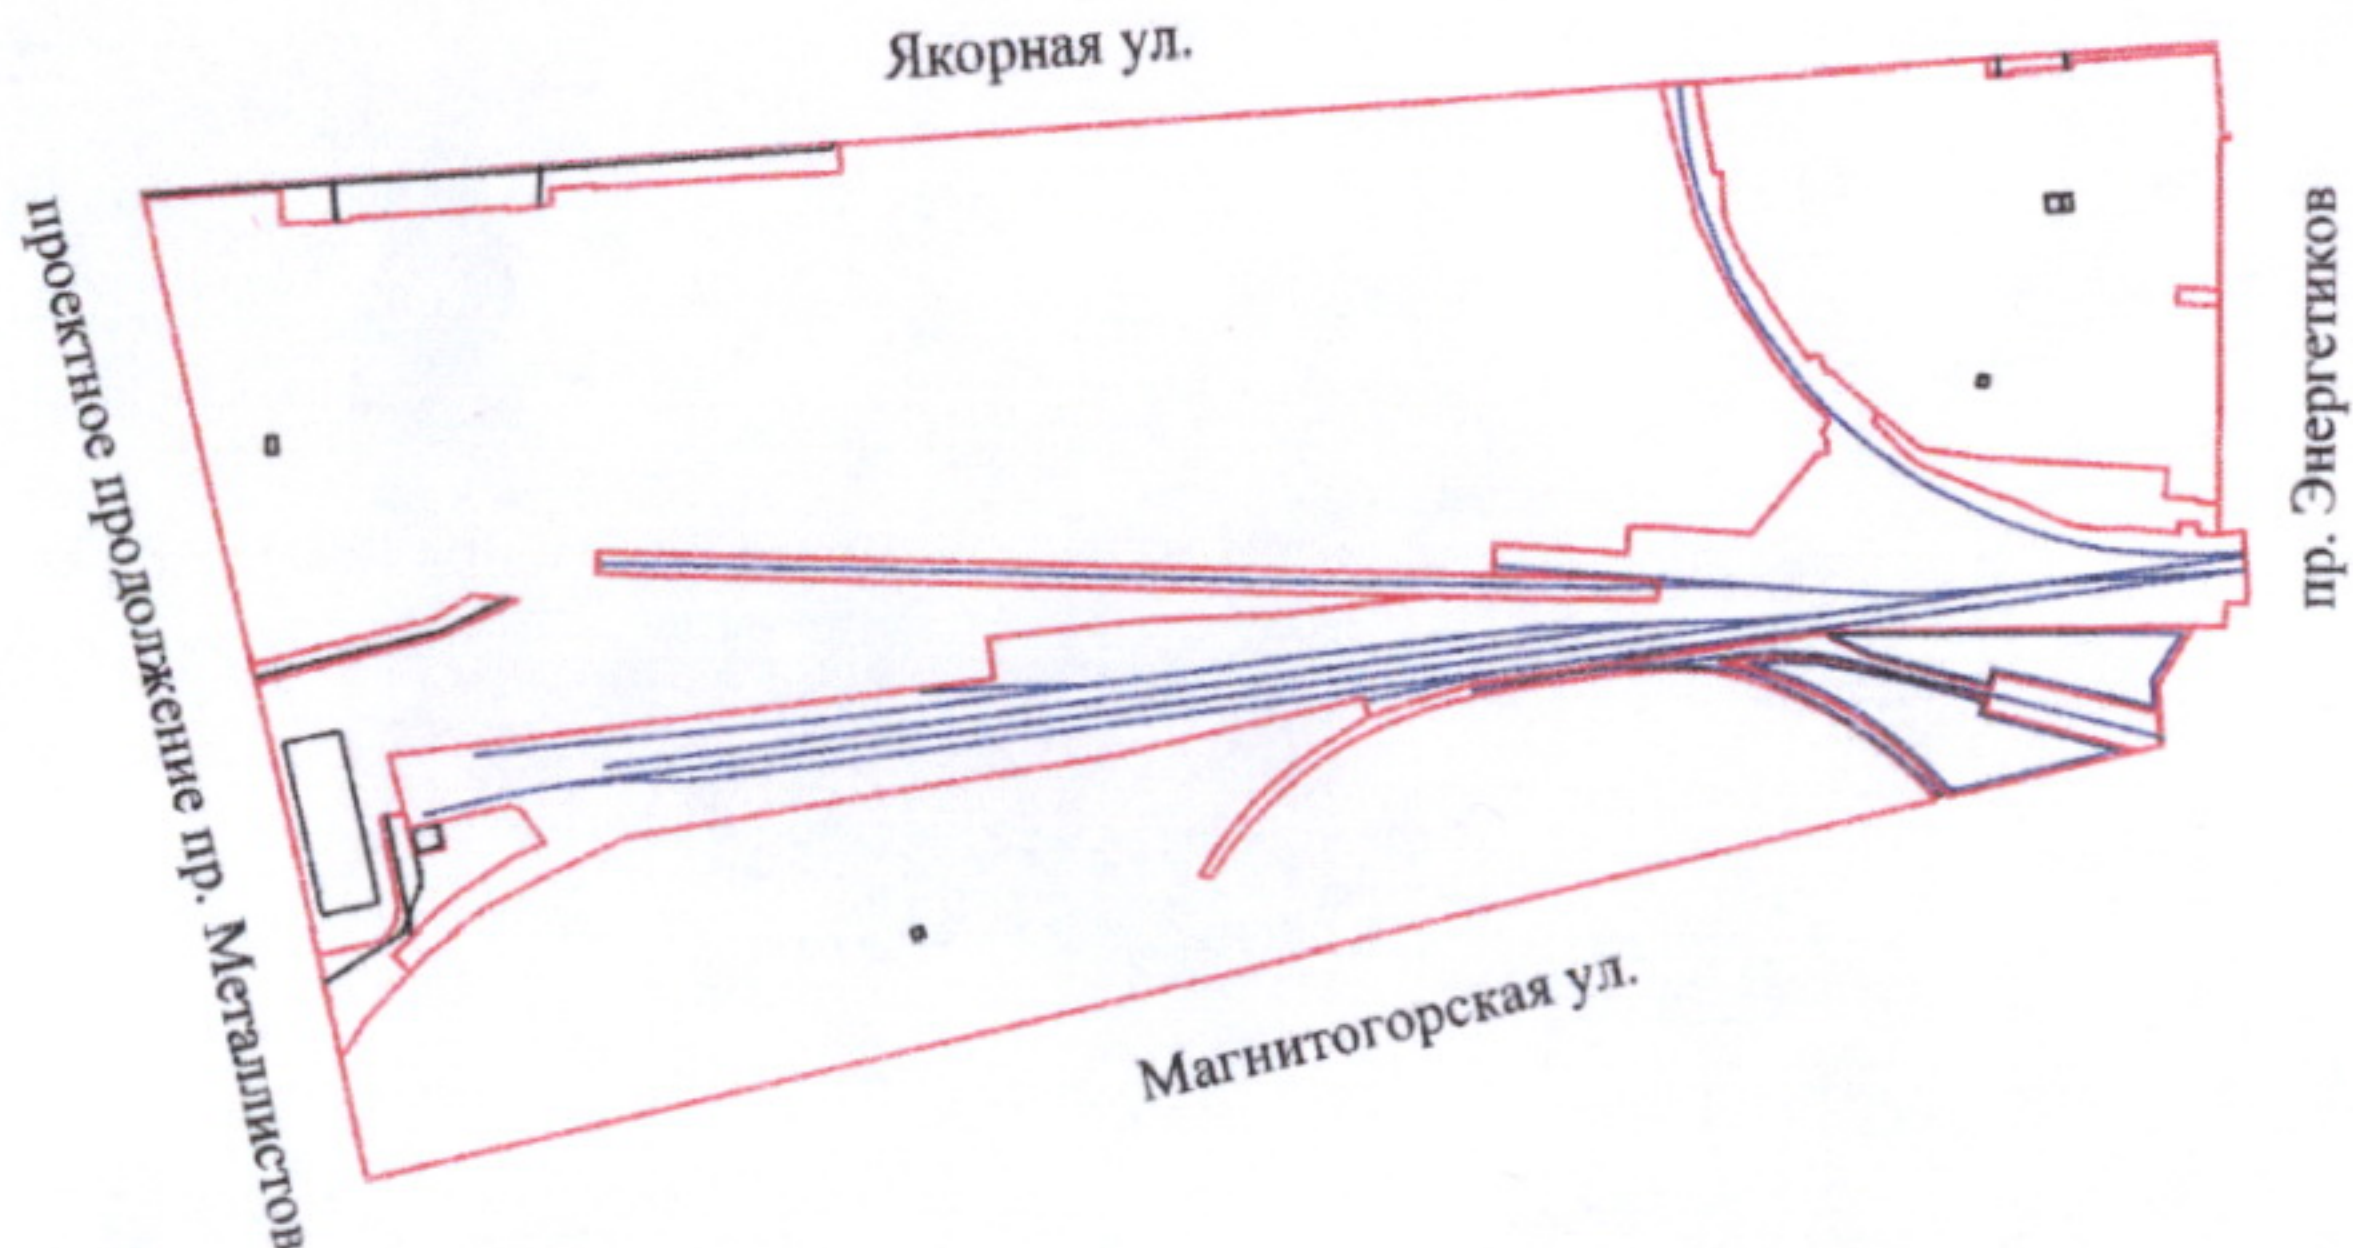 Якорная ул.
проектное продолжение пр. Металлистов
пр. Энергетиков
Магнитогорская ул.